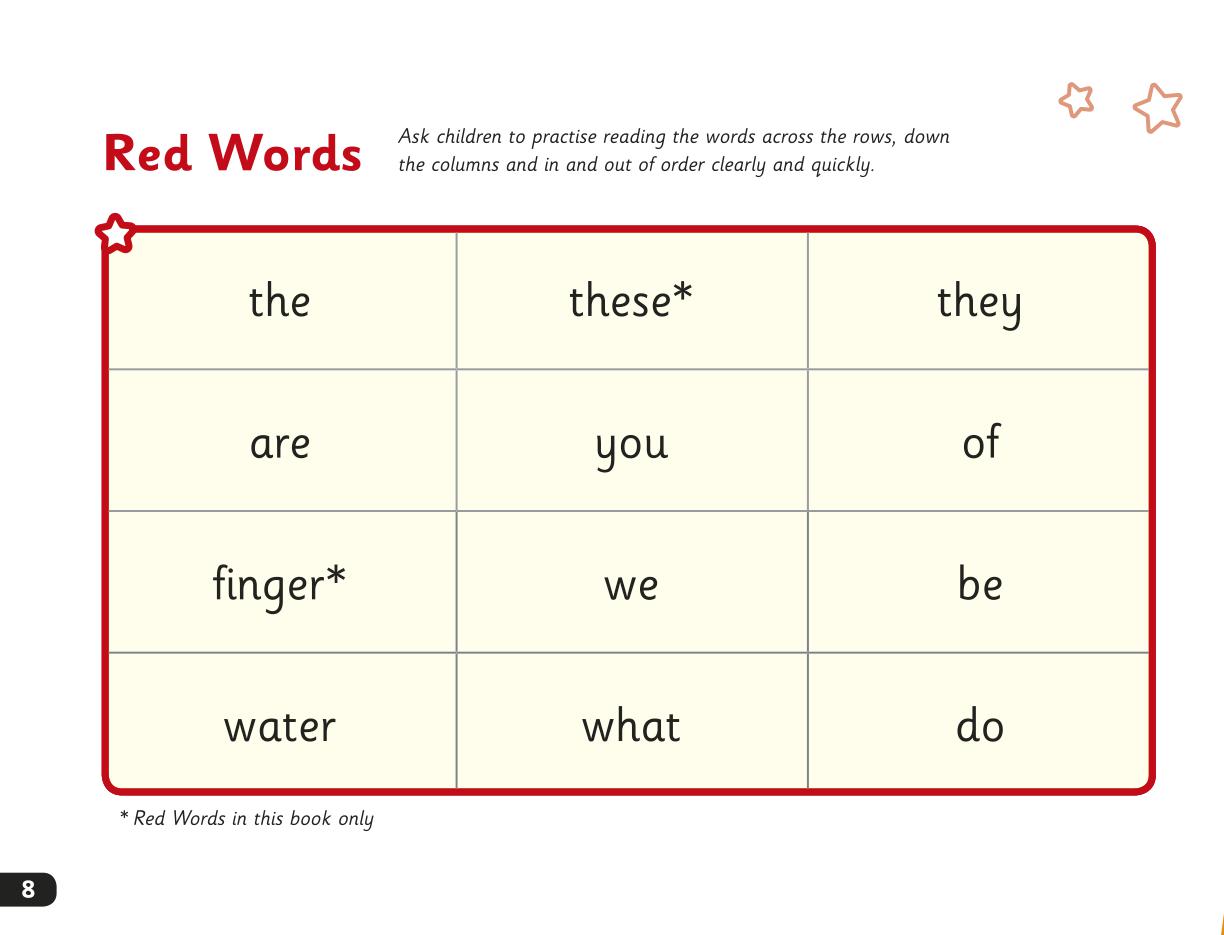 Red Words
Ask children to practise reading the words across the rows, down
the columns and in and out of order clearly and quickly.
the these* they
are you of
finger* we be
water what do
* Red Words in this book only
8